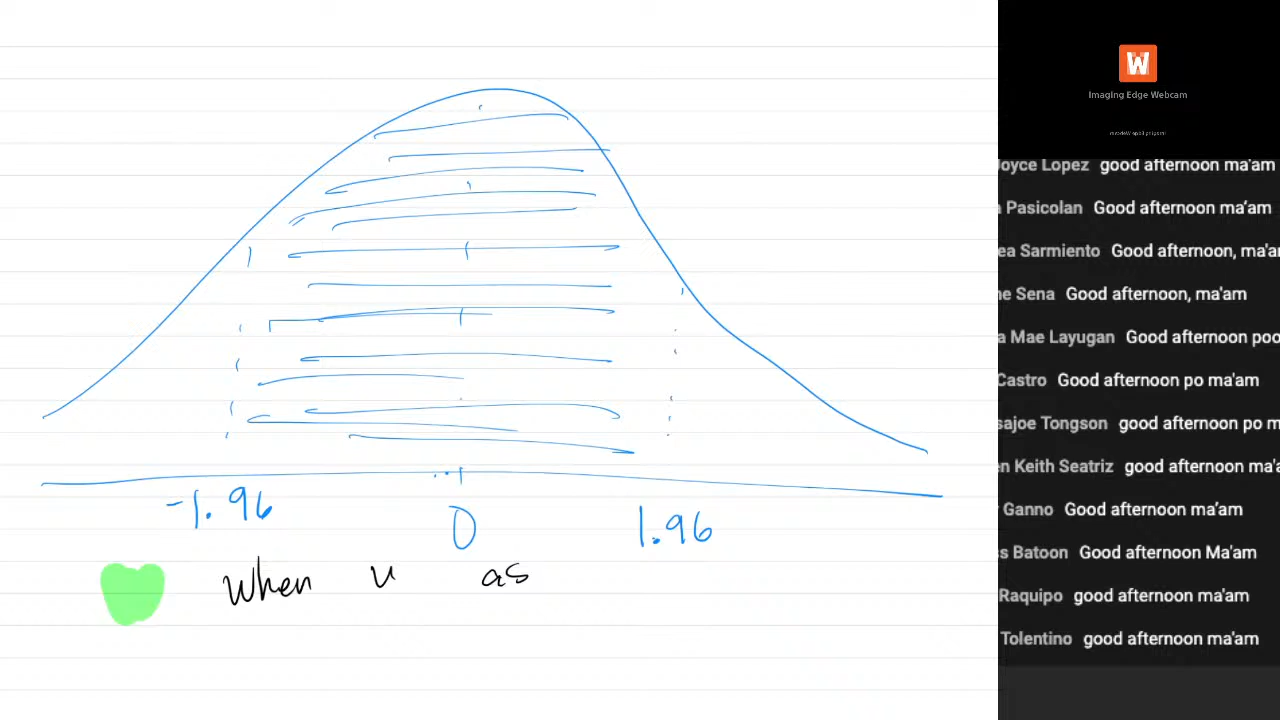 -1.96
0
1.96
When u as
W
Imaging Edge Webcam
Joyce Lopez good afternoon ma'am
Pasicolan Good afternoon ma'am
ea Sarmiento Good afternoon, ma'a
ne Sena Good afternoon, ma'am
a Mae Layugan Good afternoon poo
Castro Good afternoon po ma'am
sajoe Tongson good afternoon po m
n Keith Seatriz good afternoon ma'a
Ganno Good afternoon ma'am
s Batoon Good afternoon Ma'am
Raquipo good afternoon ma'am
Tolentino good afternoon ma'am